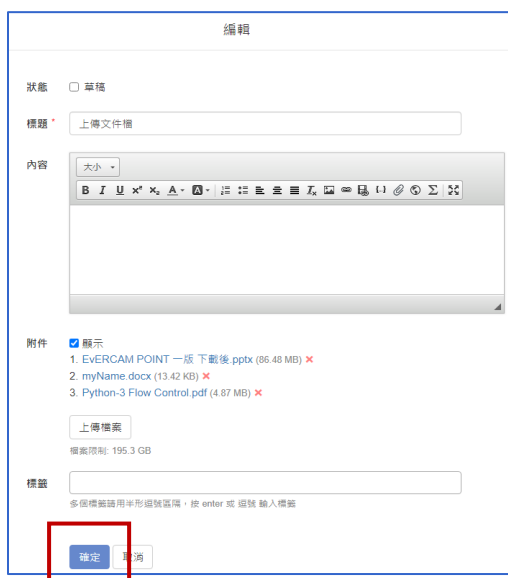 編輯
狀態 草稿
標題 * 上傳文件檔
內容
大小
B I U x² x₂ A A Tx {.} Σ
附件 顯示
1. EvERCAM POINT 一版 下載後.pptx (86.48 MB) ×
2. myName.docx (13.42 KB) ×
3. Python-3 Flow Control.pdf (4.87 MB) ×
上傳檔案
檔案限制: 195.3 GB
標籤
多個標籤請用半形逗號區隔，按 enter 或 逗號 輸入標籤
確定 取消